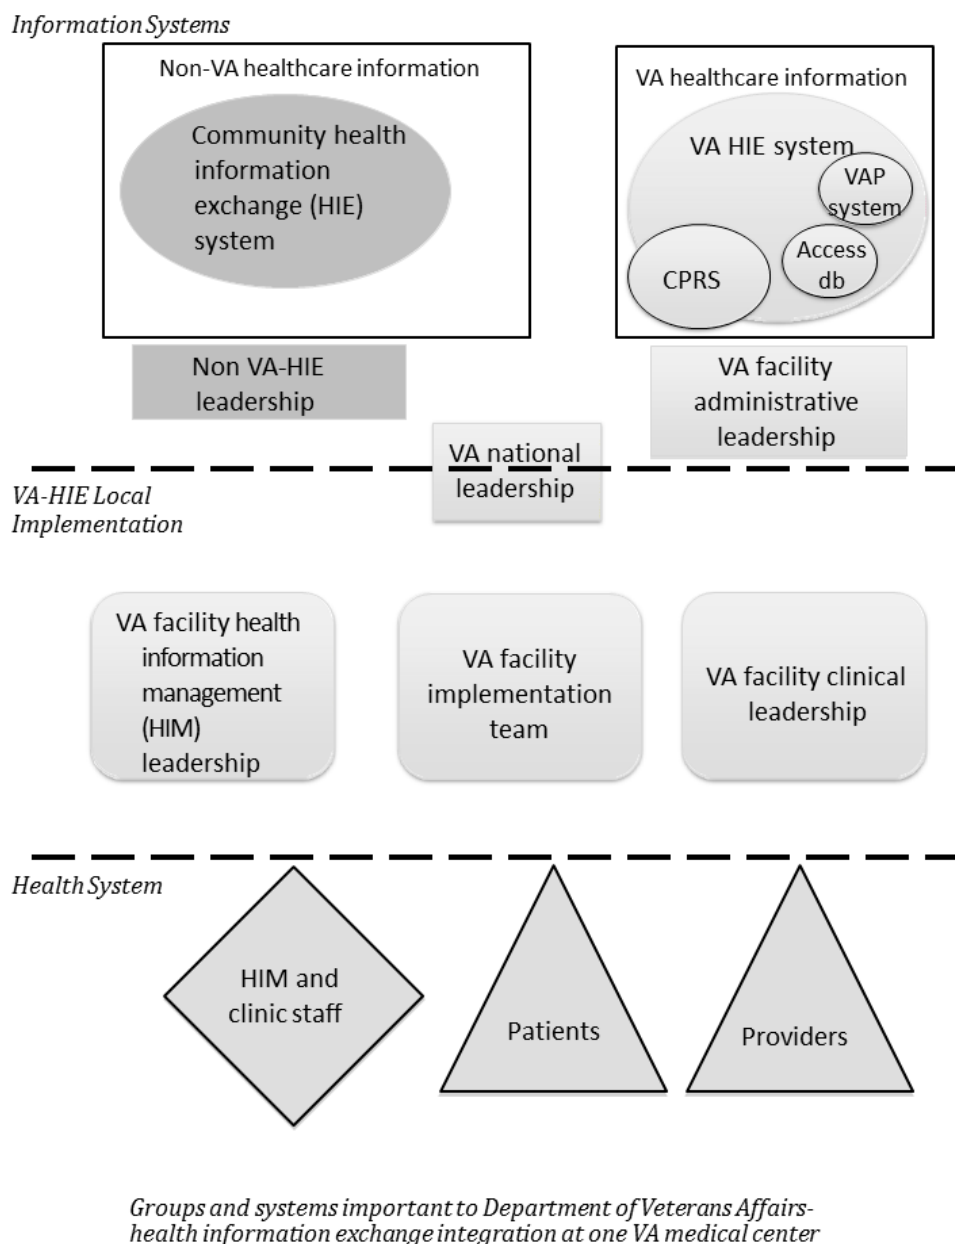 Information Systems
Non-VA healthcare information
Community health
information
exchange (HIE)
system
VA healthcare information
VA HIE system
VAP
system
Access
db
CPRS
Non VA-HIE
leadership
VA facility
administrative
leadership
VA national
leadership
VA-HIE Local
Implementation
VA facility health
information
management
(HIM)
leadership
VA facility
implementation
team
VA facility clinical
leadership
Health System
HIM and
clinic staff
Patients
Providers
Groups and systems important to Department of Veterans Affairs-
health information exchange integration at one VA medical center